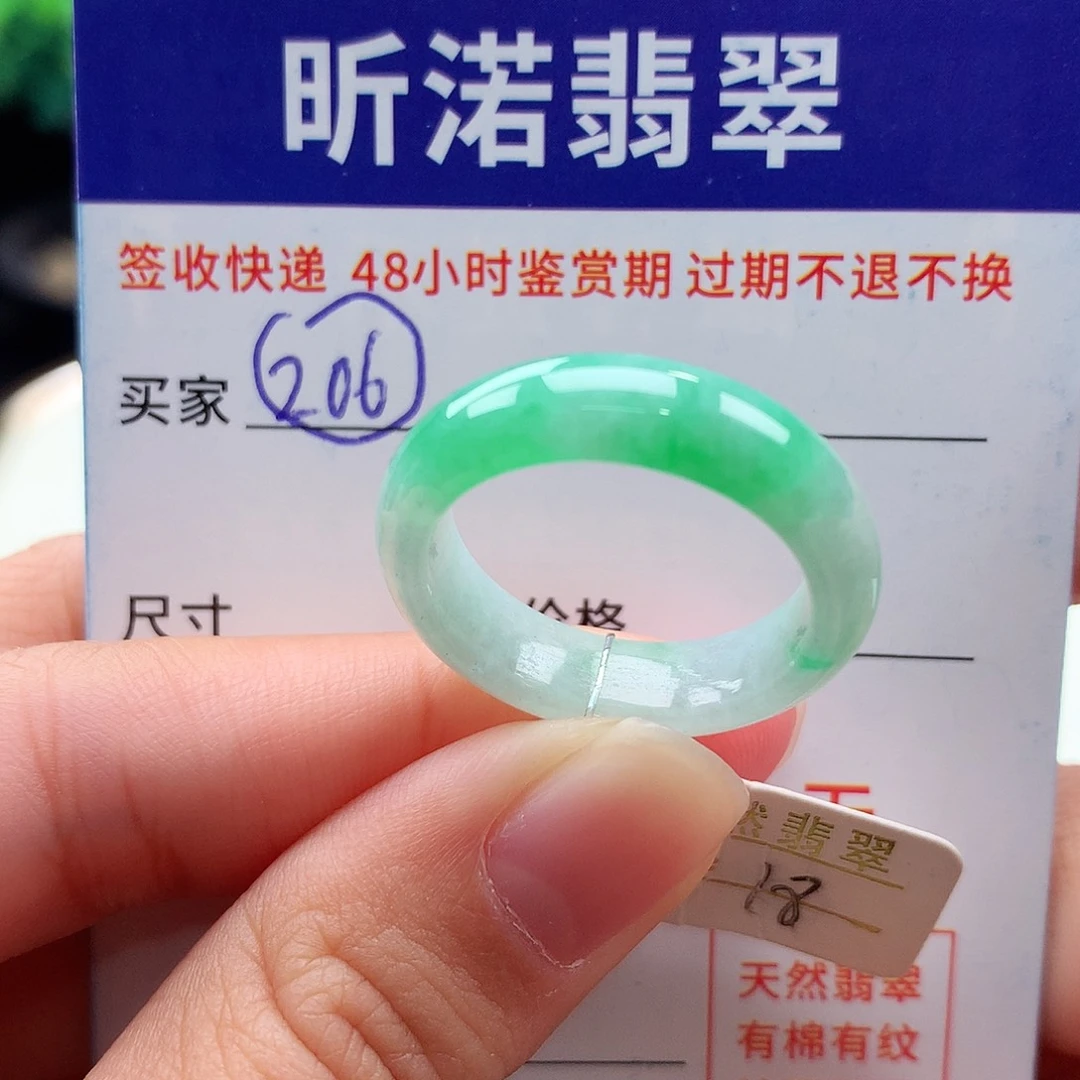 昕渃翡翠
签收快递 48小时鉴赏期 过期不退不换
买家 206
尺寸 价格
然翡翠
18
天然翡翠
有棉有纹